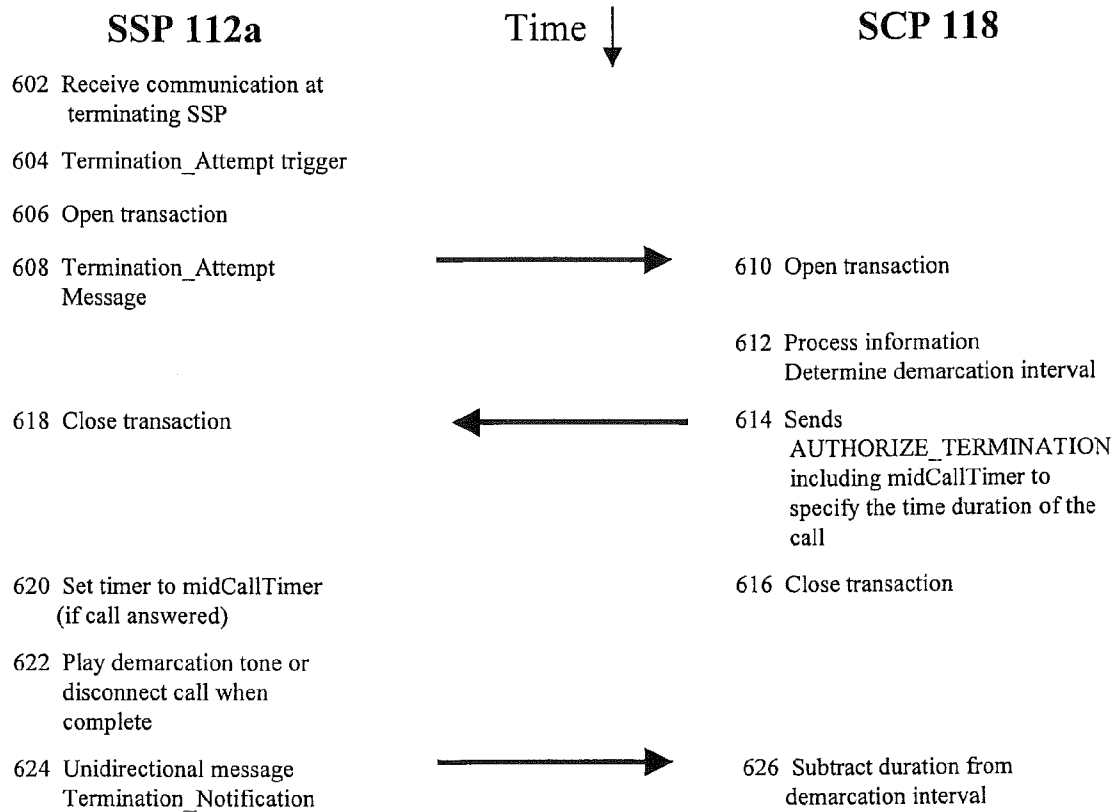 SSP 112a
Time
SCP 118
602 Receive communication at
terminating SSP
604 Termination_Attempt trigger
606 Open transaction
608 Termination_Attempt
Message
610 Open transaction
612 Process information
Determine demarcation interval
618 Close transaction
614 Sends
AUTHORIZE_TERMINATION
including midCallTimer to
specify the time duration of the
call
620 Set timer to midCallTimer
(if call answered)
616 Close transaction
622 Play demarcation tone or
disconnect call when
complete
624 Unidirectional message
Termination_Notification
626 Subtract duration from
demarcation interval